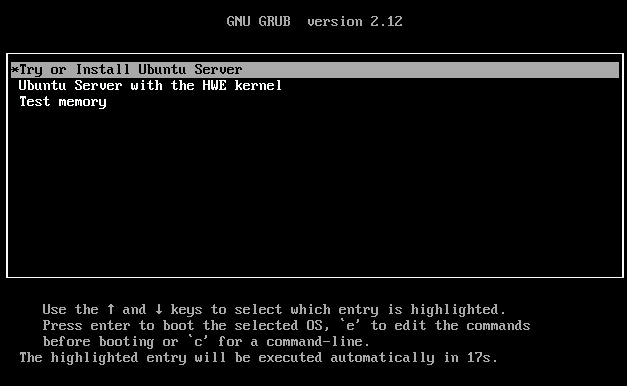 GNU GRUB  version 2.12
*Try or Install Ubuntu Server
Ubuntu Server with the HWE kernel
Test memory
Use the ↑ and ↓ keys to select which entry is highlighted.
Press enter to boot the selected OS, `e' to edit the commands
before booting or `c' for a command-line.
The highlighted entry will be executed automatically in 17s.